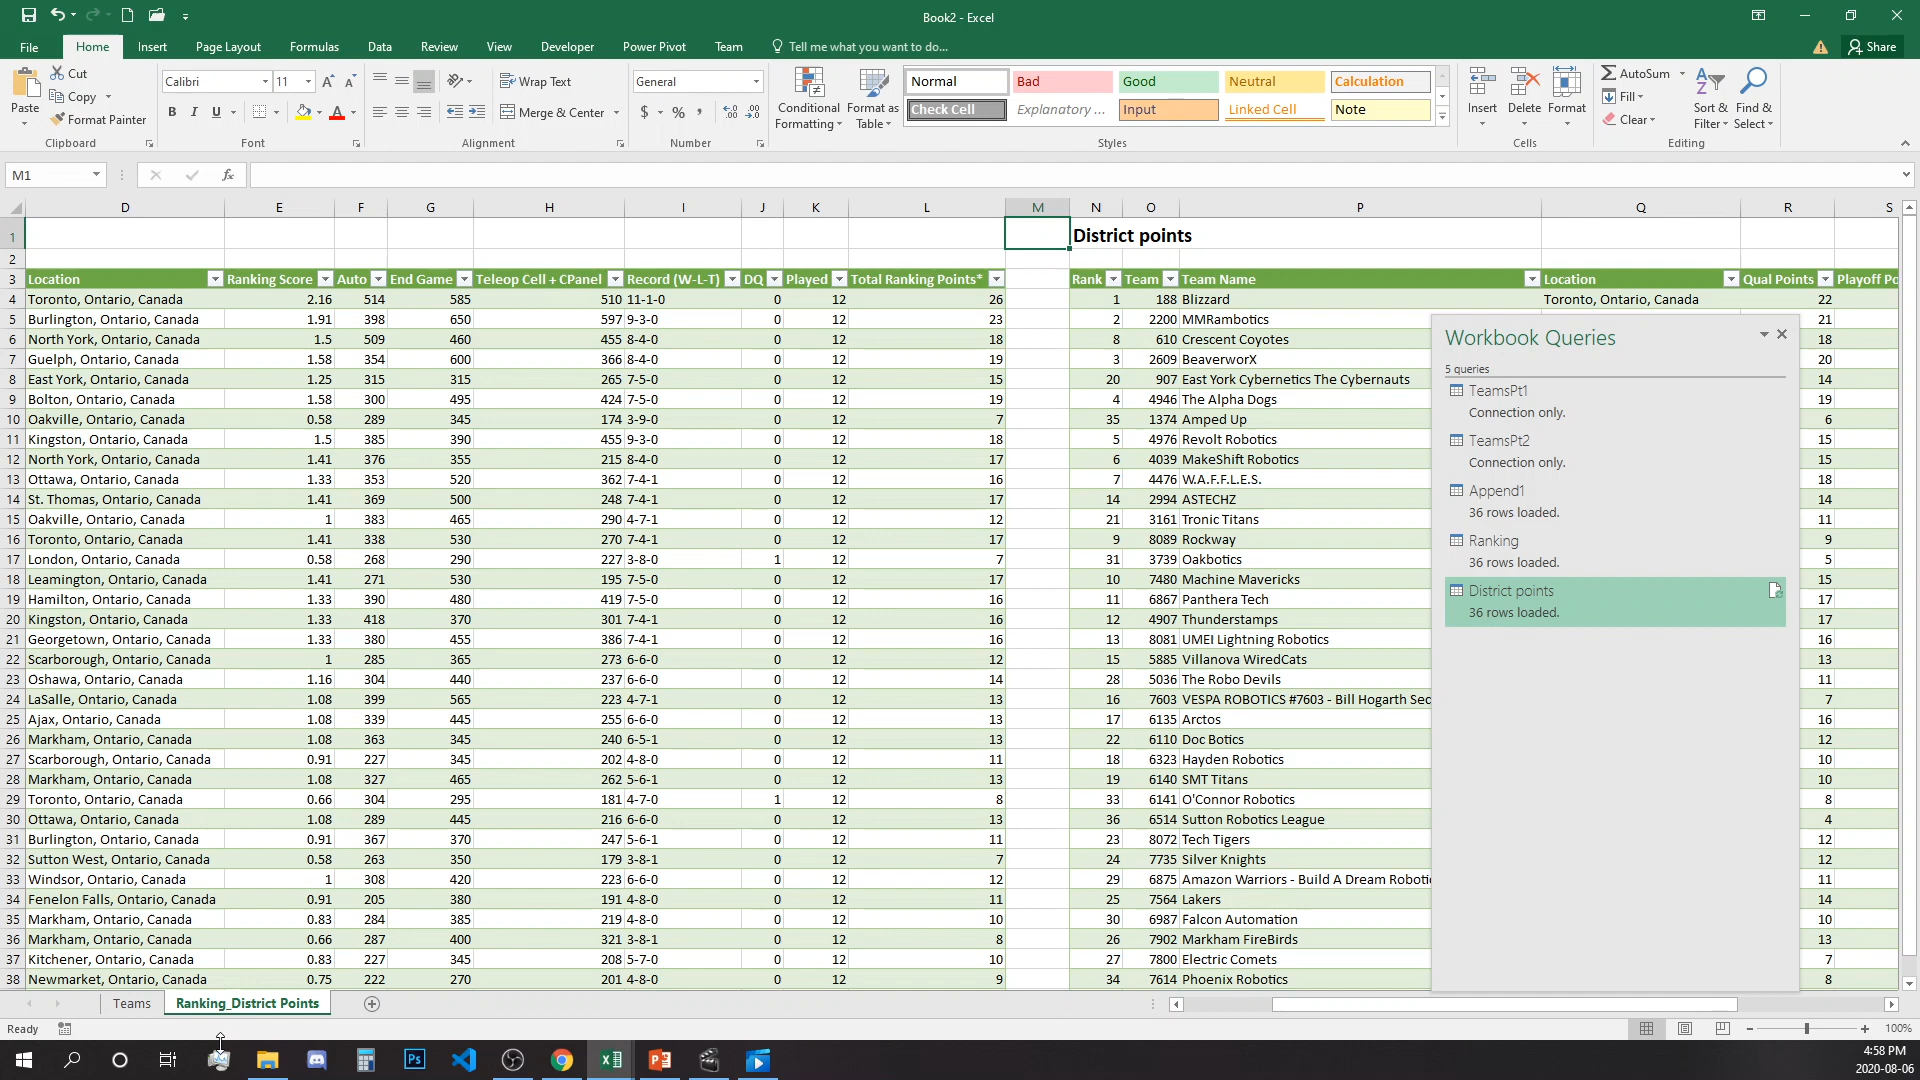 Book2 - Excel
File Home Insert Page Layout Formulas Data Review View Developer Power Pivot Team Tell me what you want to do... Share
Paste Cut Copy Format Painter Clipboard
Calibri 11 B I U Font
Wrap Text Merge & Center Alignment
General $ % , Number
Conditional Formatting Format as Table
Normal Bad Good Neutral Calculation
Check Cell Explanatory ... Input Linked Cell Note
Styles
Insert Delete Format Cells
AutoSum Fill Clear Sort & Filter Find & Select Editing
M1 fx
D E F G H I J K L M N O P Q R S
1 District points
2
3 Location Ranking Score Auto End Game Teleop Cell + CPanel Record (W-L-T) DQ Played Total Ranking Points* Rank Team Team Name Location Qual Points Playoff Po
4 Toronto, Ontario, Canada 2.16 514 585 510 11-1-0 0 12 26 1 188 Blizzard Toronto, Ontario, Canada 22
5 Burlington, Ontario, Canada 1.91 398 650 597 9-3-0 0 12 23 2 2200 MMRambotics 21
6 North York, Ontario, Canada 1.5 509 460 455 8-4-0 0 12 18 8 610 Crescent Coyotes 18
7 Guelph, Ontario, Canada 1.58 354 600 366 8-4-0 0 12 19 3 2609 BeaverworX 20
8 East York, Ontario, Canada 1.25 315 315 265 7-5-0 0 12 15 20 907 East York Cybernetics The Cybernauts 14
9 Bolton, Ontario, Canada 1.58 300 495 424 7-5-0 0 12 19 4 4946 The Alpha Dogs 19
10 Oakville, Ontario, Canada 0.58 289 345 174 3-9-0 0 12 7 35 1374 Amped Up 6
11 Kingston, Ontario, Canada 1.5 385 390 455 9-3-0 0 12 18 5 4976 Revolt Robotics 15
12 North York, Ontario, Canada 1.41 376 355 215 8-4-0 0 12 17 6 4039 MakeShift Robotics 15
13 Ottawa, Ontario, Canada 1.33 353 520 362 7-4-1 0 12 16 7 4476 W.A.F.F.L.E.S. 18
14 St. Thomas, Ontario, Canada 1.41 369 500 248 7-4-1 0 12 17 14 2994 ASTECHZ 14
15 Oakville, Ontario, Canada 1 383 465 290 4-7-1 0 12 12 21 3161 Tronic Titans 11
16 Toronto, Ontario, Canada 1.41 338 530 270 7-4-1 0 12 17 9 8089 Rockway 9
17 London, Ontario, Canada 0.58 268 290 227 3-8-0 1 12 7 31 3739 Oakbotics 5
18 Leamington, Ontario, Canada 1.41 271 530 195 7-5-0 0 12 17 10 7480 Machine Mavericks 15
19 Hamilton, Ontario, Canada 1.33 390 480 419 7-5-0 0 12 16 11 6867 Panthera Tech 17
20 Kingston, Ontario, Canada 1.33 418 370 301 7-4-1 0 12 16 12 4907 Thunderstamps 17
21 Georgetown, Ontario, Canada 1.33 380 455 386 7-4-1 0 12 16 13 8081 UMEI Lightning Robotics 16
22 Scarborough, Ontario, Canada 1 285 365 273 6-6-0 0 12 12 15 5885 Villanova WiredCats 13
23 Oshawa, Ontario, Canada 1.16 304 440 237 6-6-0 0 12 14 28 5036 The Robo Devils 11
24 LaSalle, Ontario, Canada 1.08 399 565 223 4-7-1 0 12 13 16 7603 VESPA ROBOTICS #7603 - Bill Hogarth Sec 7
25 Ajax, Ontario, Canada 1.08 339 445 255 6-6-0 0 12 13 17 6135 Arctos 16
26 Markham, Ontario, Canada 1.08 363 345 240 6-5-1 0 12 13 22 6110 Doc Botics 12
27 Scarborough, Ontario, Canada 0.91 227 345 202 4-8-0 0 12 11 18 6323 Hayden Robotics 10
28 Markham, Ontario, Canada 1.08 327 465 262 5-6-1 0 12 13 19 6140 SMT Titans 10
29 Toronto, Ontario, Canada 0.66 304 295 181 4-7-0 1 12 8 33 6141 O'Connor Robotics 8
30 Ottawa, Ontario, Canada 1.08 289 445 216 6-6-0 0 12 13 36 6514 Sutton Robotics League 4
31 Burlington, Ontario, Canada 0.91 367 370 247 5-6-1 0 12 11 23 8072 Tech Tigers 12
32 Sutton West, Ontario, Canada 0.58 263 350 179 3-8-1 0 12 7 24 7735 Silver Knights 12
33 Windsor, Ontario, Canada 1 308 420 223 6-6-0 0 12 12 29 6875 Amazon Warriors - Build A Dream Roboti 11
34 Fenelon Falls, Ontario, Canada 0.91 205 380 191 4-8-0 0 12 11 25 7564 Lakers 14
35 Markham, Ontario, Canada 0.83 284 385 219 4-8-0 0 12 10 30 6987 Falcon Automation 10
36 Markham, Ontario, Canada 0.66 287 400 321 3-8-1 0 12 8 26 7902 Markham FireBirds 13
37 Kitchener, Ontario, Canada 0.83 227 345 208 5-7-0 0 12 10 27 7800 Electric Comets 7
38 Newmarket, Ontario, Canada 0.75 222 270 201 4-8-0 0 12 9 34 7614 Phoenix Robotics 8
Workbook Queries
5 queries
TeamsPt1
Connection only.
TeamsPt2
Connection only.
Append1
36 rows loaded.
Ranking
36 rows loaded.
District points
36 rows loaded.
Teams Ranking_District Points
Ready 100%
Ps
4:58 PM
2020-08-06